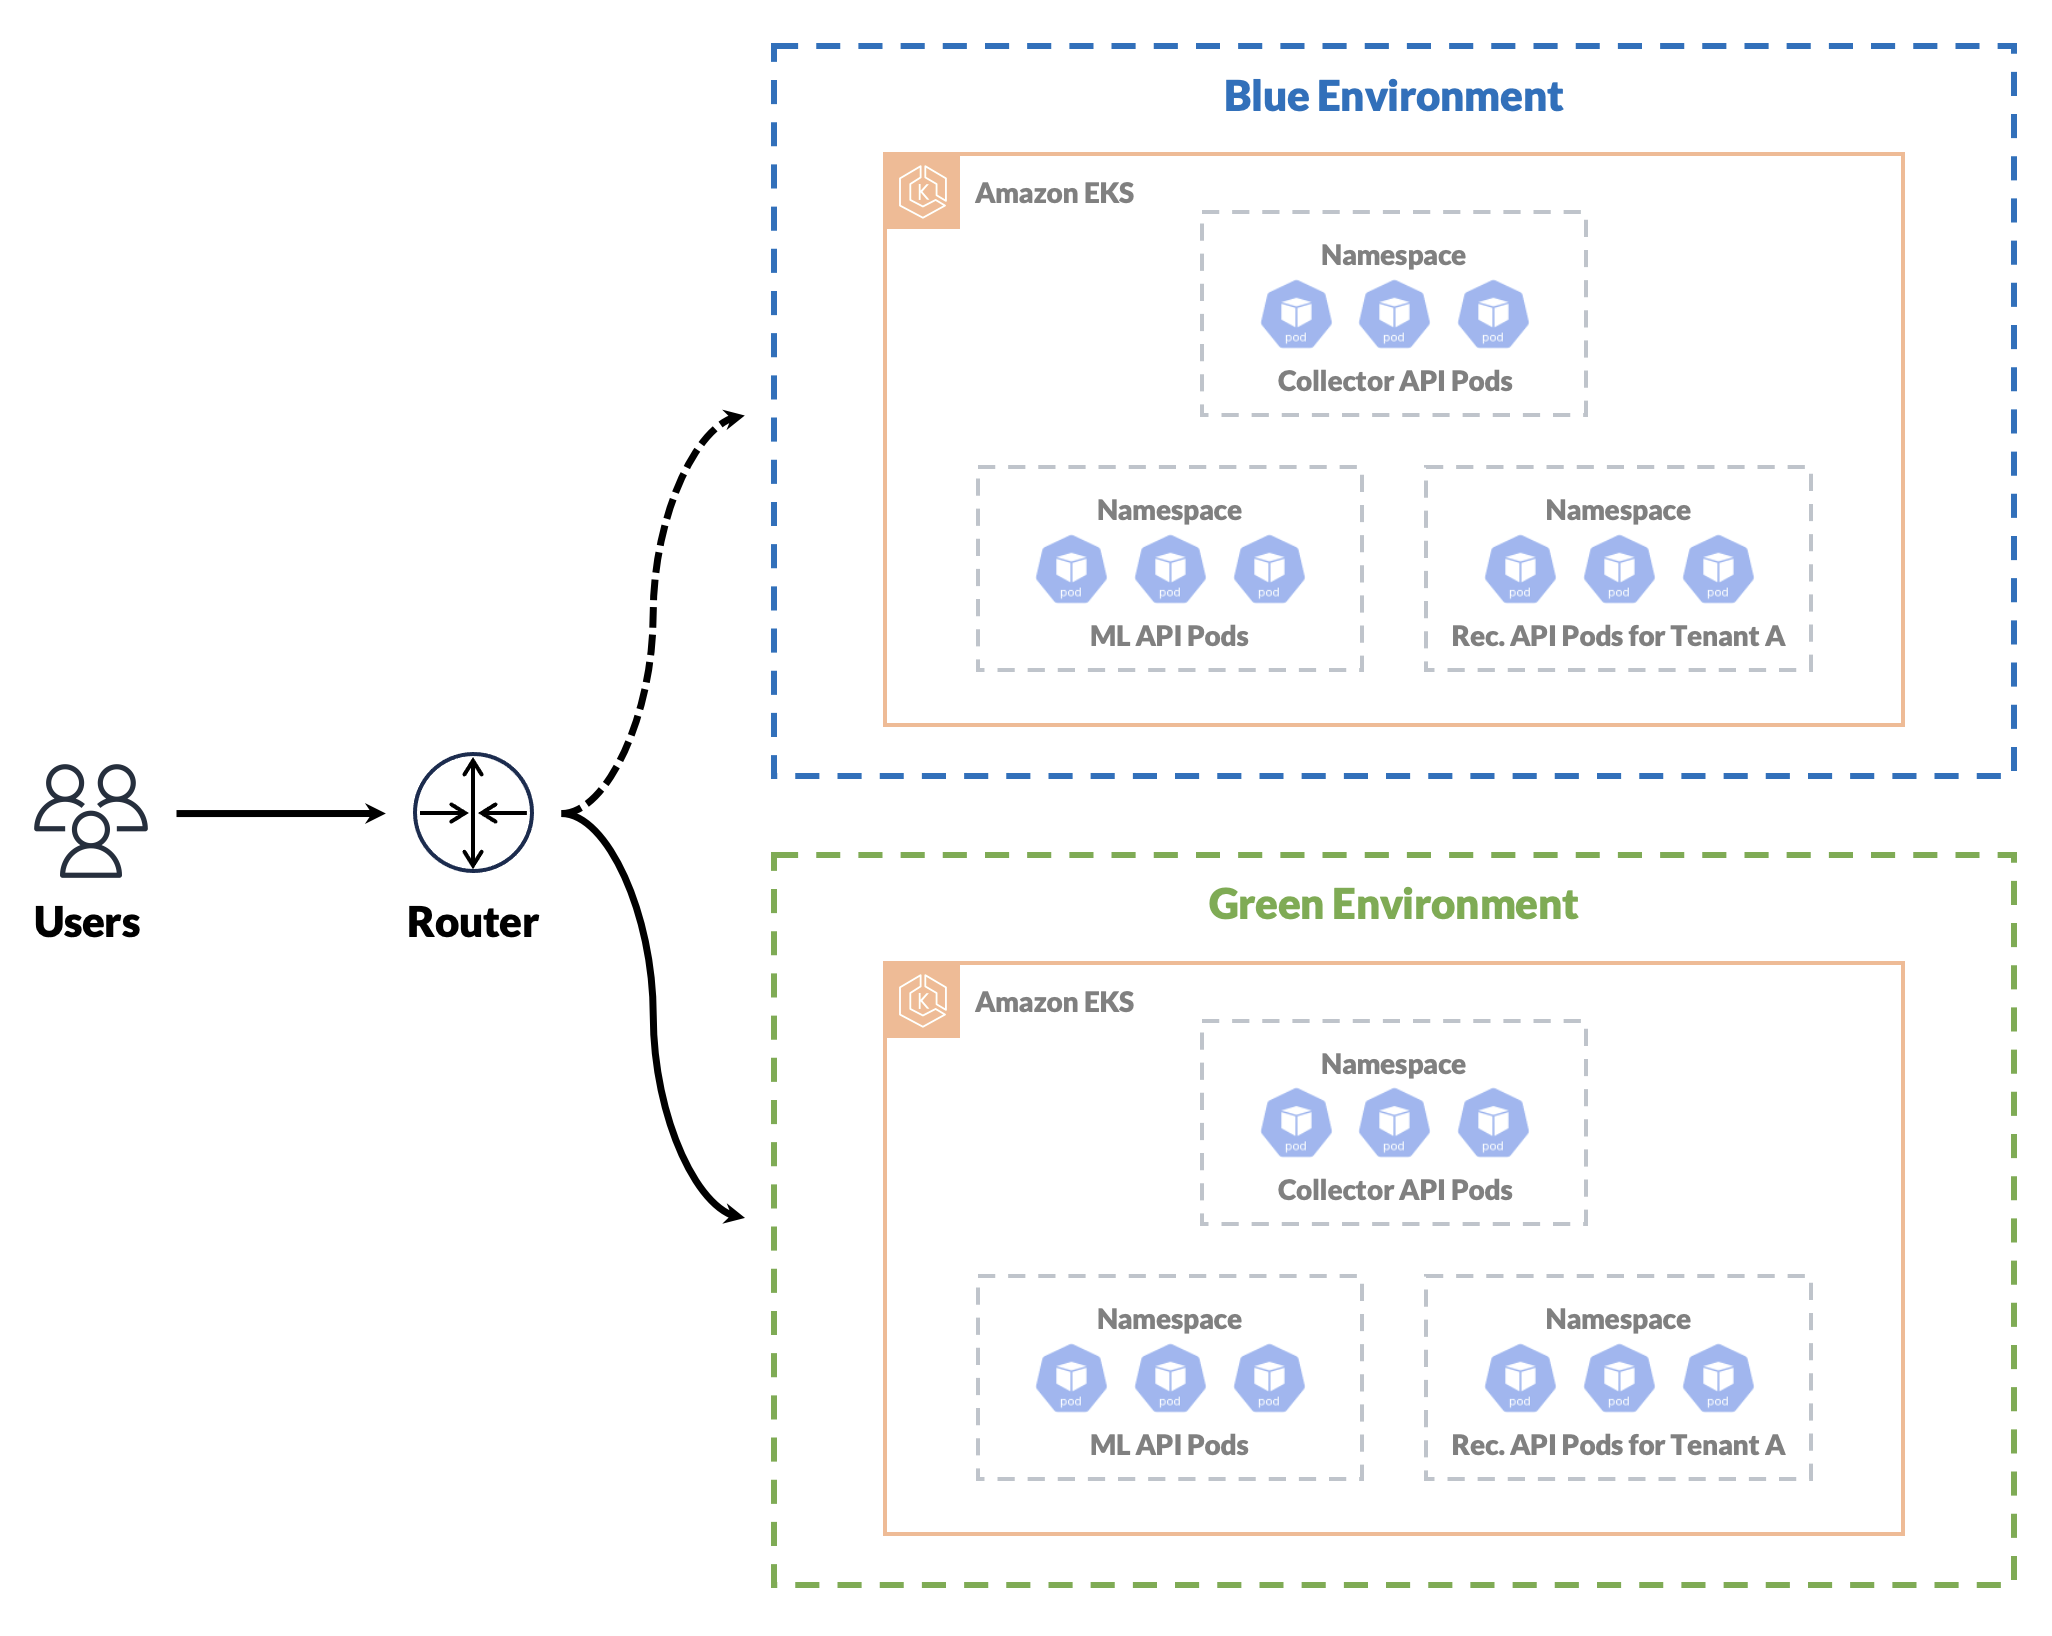 Blue Environment
Amazon EKS
Namespace
pod pod pod
Collector API Pods
Namespace
pod pod pod
ML API Pods
Namespace
pod pod pod
Rec. API Pods for Tenant A
Users
Router
Green Environment
Amazon EKS
Namespace
pod pod pod
Collector API Pods
Namespace
pod pod pod
ML API Pods
Namespace
pod pod pod
Rec. API Pods for Tenant A